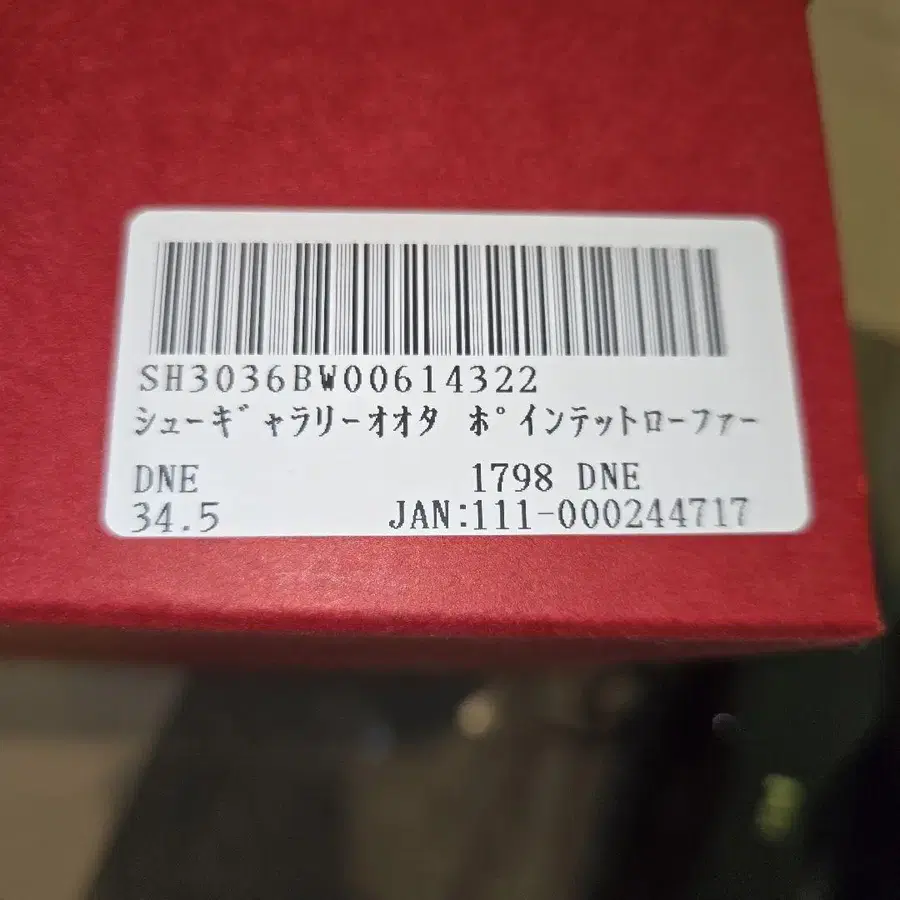 SH3036BW00614322
ｼｭｰｷﾞｬﾗﾘｰｵｵﾀ ﾎﾟｲﾝﾃｯﾄﾛｰﾌｧｰ
DNE 1798 DNE
34.5 JAN:111-000244717